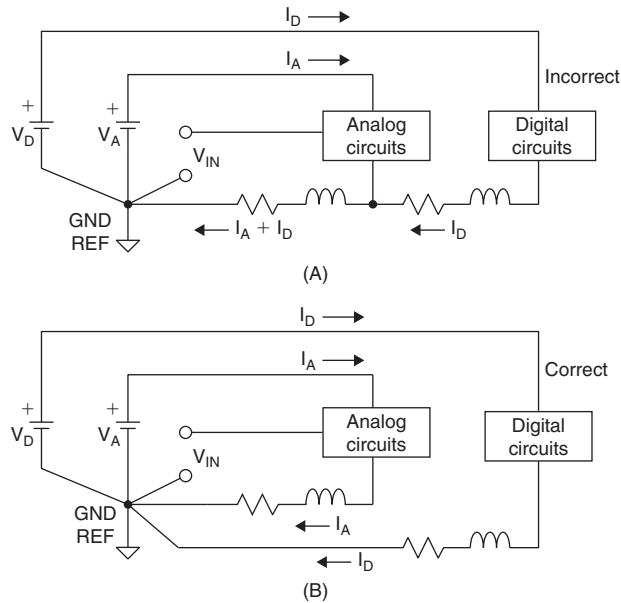 I_D
I_A
Incorrect
+
V_D
+
V_A
V_IN
Analog
circuits
Digital
circuits
GND
REF
I_A + I_D
I_D
(A)
I_D
I_A
Correct
+
V_D
+
V_A
V_IN
Analog
circuits
Digital
circuits
GND
REF
I_A
I_D
(B)